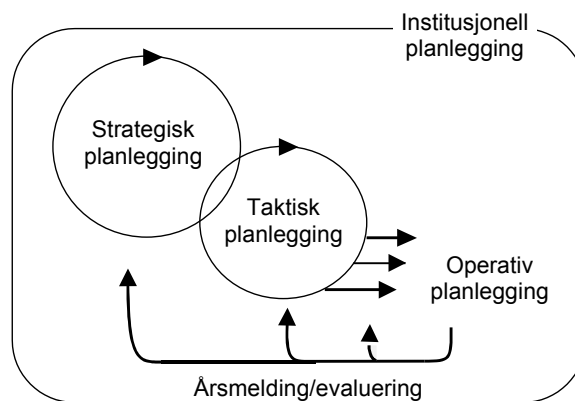 Institusjonell
planlegging
Strategisk
planlegging
Taktisk
planlegging
Operativ
planlegging
Årsmelding/evaluering